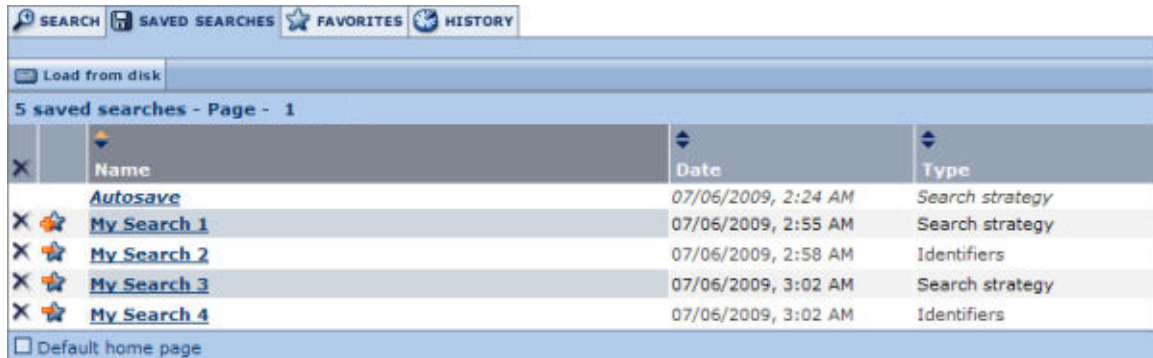 SEARCH SAVED SEARCHES FAVORITES HISTORY
Load from disk
5 saved searches - Page - 1
Name Date Type
Autosave 07/06/2009, 2:24 AM Search strategy
My Search 1 07/06/2009, 2:55 AM Search strategy
My Search 2 07/06/2009, 2:58 AM Identifiers
My Search 3 07/06/2009, 3:02 AM Search strategy
My Search 4 07/06/2009, 3:02 AM Identifiers
Default home page